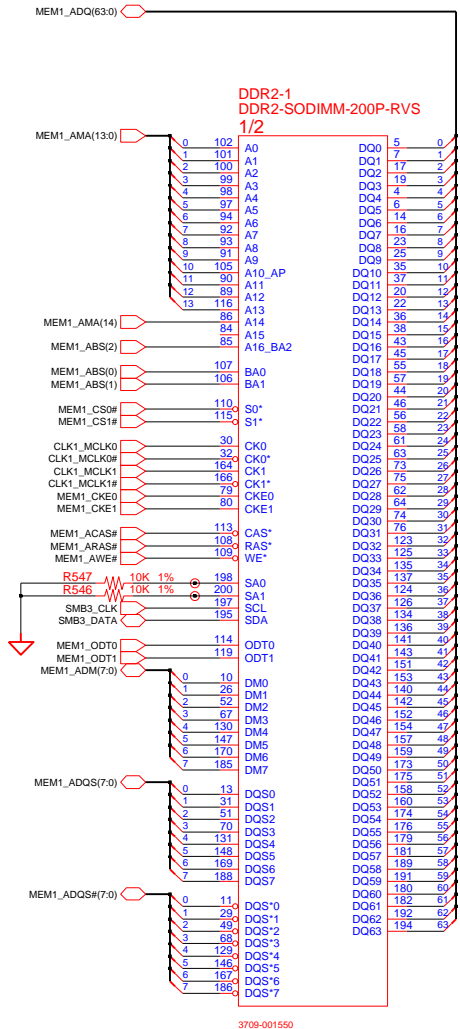 MEM1_ADQ(63:0)
DDR2-1
DDR2-SODIMM-200P-RVS
1/2
MEM1_AMA(13:0)
0 102 A0
1 101 A1
2 100 A2
3 99 A3
4 98 A4
5 97 A5
6 94 A6
7 92 A7
8 93 A8
9 91 A9
10 105 A10_AP
11 90 A11
12 89 A12
13 116 A13
MEM1_AMA(14) 86 A14
84 A15
MEM1_ABS(2) 85 A16_BA2
MEM1_ABS(0) 107 BA0
MEM1_ABS(1) 106 BA1
MEM1_CS0# 110 S0*
MEM1_CS1# 115 S1*
CLK1_MCLK0 30 CK0
CLK1_MCLK0# 32 CK0*
CLK1_MCLK1 164 CK1
CLK1_MCLK1# 166 CK1*
MEM1_CKE0 79 CKE0
MEM1_CKE1 80 CKE1
MEM1_ACAS# 113 CAS*
MEM1_ARAS# 108 RAS*
MEM1_AWE# 109 WE*
R547 10K 1% 198 SA0
R546 10K 1% 200 SA1
SMB3_CLK 197 SCL
SMB3_DATA 195 SDA
MEM1_ODT0 114 ODT0
MEM1_ODT1 119 ODT1
MEM1_ADM(7:0)
0 10 DM0
1 26 DM1
2 52 DM2
3 67 DM3
4 130 DM4
5 147 DM5
6 170 DM6
7 185 DM7
MEM1_ADQS(7:0)
0 13 DQS0
1 31 DQS1
2 51 DQS2
3 70 DQS3
4 131 DQS4
5 148 DQS5
6 169 DQS6
7 188 DQS7
MEM1_ADQS#(7:0)
0 11 DQS*0
1 29 DQS*1
2 49 DQS*2
3 68 DQS*3
4 129 DQS*4
5 146 DQS*5
6 167 DQS*6
7 186 DQS*7
DQ0 5 0
DQ1 7 1
DQ2 17 2
DQ3 19 3
DQ4 4 4
DQ5 6 5
DQ6 14 6
DQ7 16 7
DQ8 23 8
DQ9 25 9
DQ10 35 10
DQ11 37 11
DQ12 20 12
DQ13 22 13
DQ14 36 14
DQ15 38 15
DQ16 43 16
DQ17 45 17
DQ18 55 18
DQ19 57 19
DQ20 44 20
DQ21 46 21
DQ22 56 22
DQ23 58 23
DQ24 61 24
DQ25 63 25
DQ26 73 26
DQ27 75 27
DQ28 62 28
DQ29 64 29
DQ30 74 30
DQ31 76 31
DQ32 123 32
DQ33 125 33
DQ34 135 34
DQ35 137 35
DQ36 124 36
DQ37 126 37
DQ38 134 38
DQ39 136 39
DQ40 141 40
DQ41 143 41
DQ42 151 42
DQ43 153 43
DQ44 140 44
DQ45 142 45
DQ46 152 46
DQ47 154 47
DQ48 157 48
DQ49 159 49
DQ50 173 50
DQ51 175 51
DQ52 158 52
DQ53 160 53
DQ54 174 54
DQ55 176 55
DQ56 179 56
DQ57 181 57
DQ58 189 58
DQ59 191 59
DQ60 180 60
DQ61 182 61
DQ62 192 62
DQ63 194 63
3709-001550